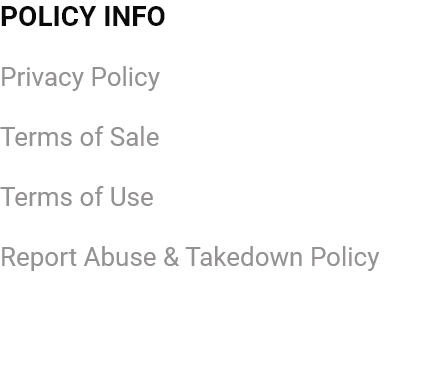 POLICY INFO
Privacy Policy
Terms of Sale
Terms of Use
Report Abuse & Takedown Policy